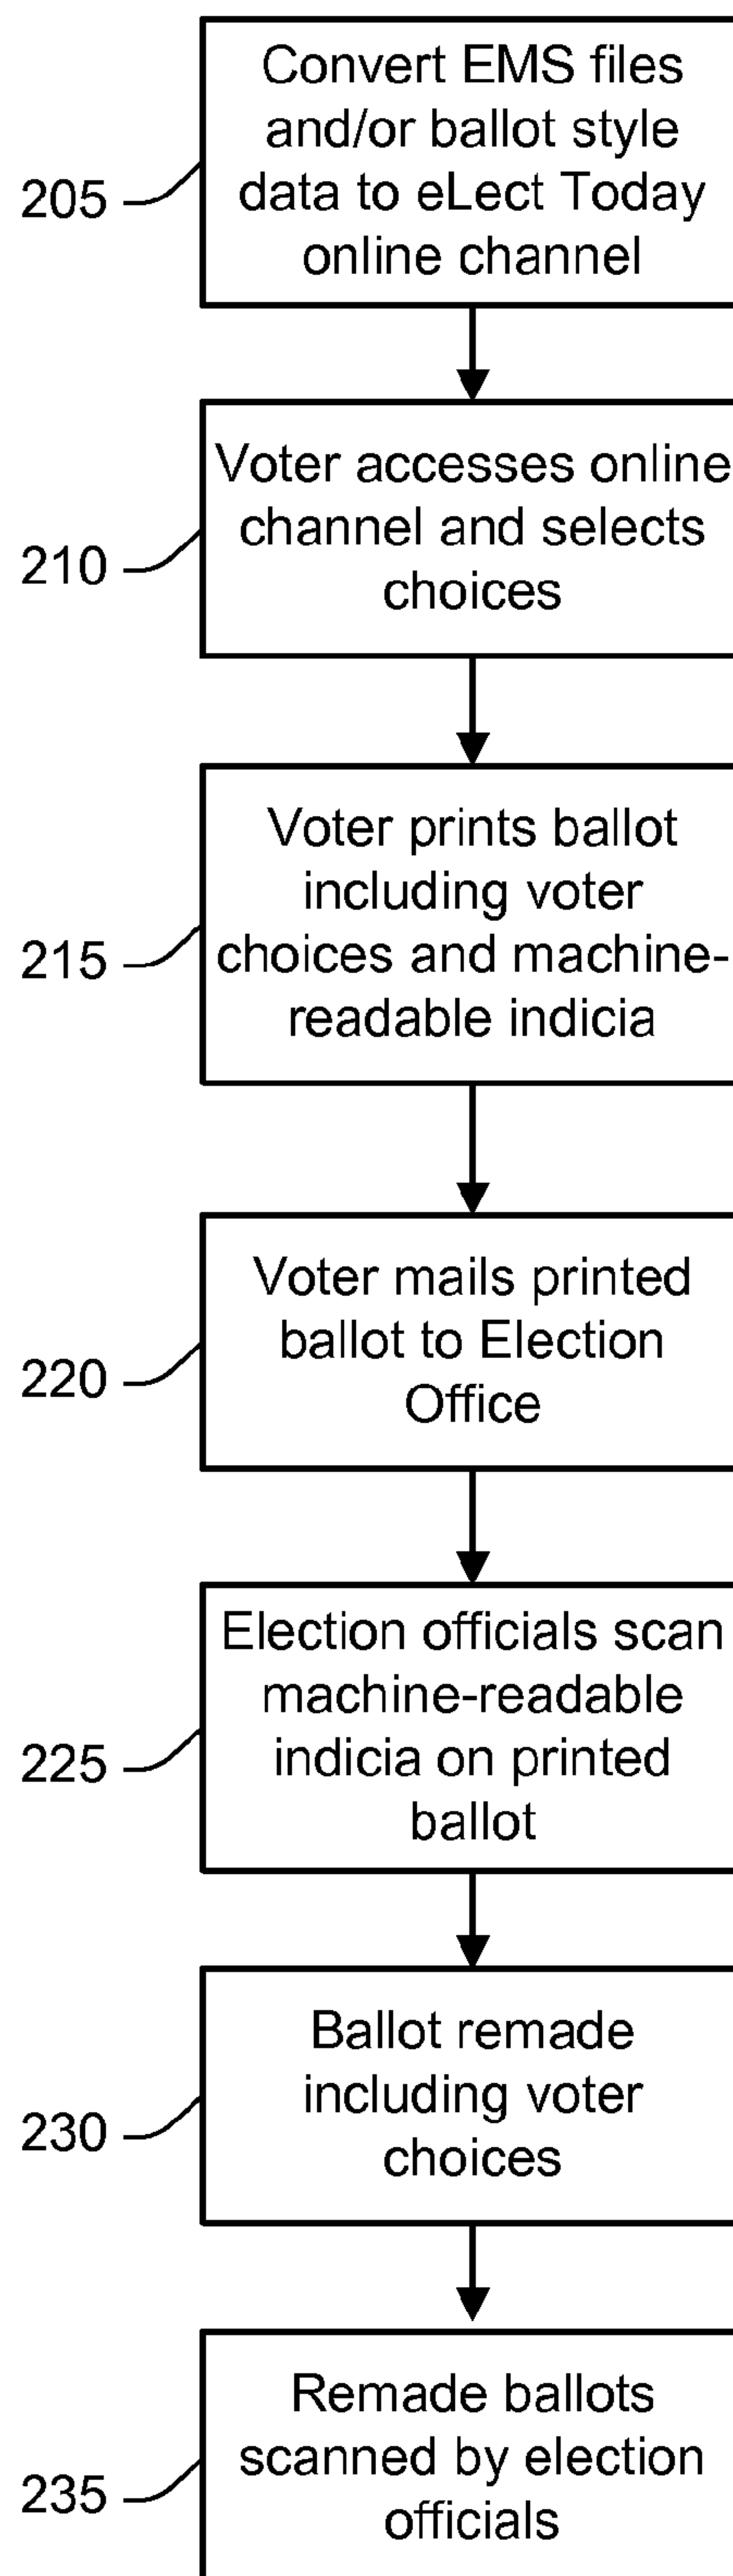 Convert EMS files
and/or ballot style
205
data to eLect Today
online channel
Voter accesses online
channel and selects
210
choices
Voter prints ballot
including voter
215
choices and machine-
readable indicia
Voter mails printed
ballot to Election
220
Office
Election officials scan
machine-readable
225
indicia on printed
ballot
Ballot remade
including voter
230
choices
Remade ballots
scanned by election
235
officials